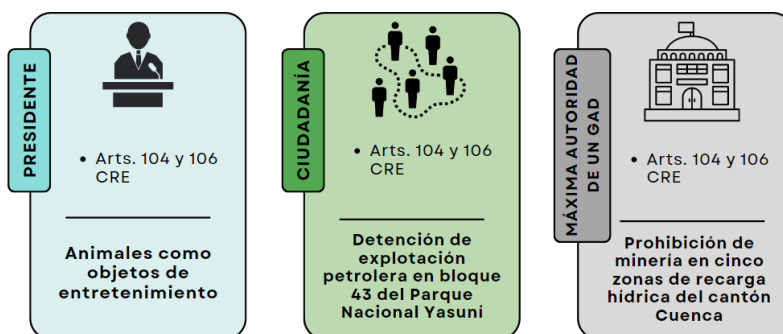 PRESIDENTE
• Arts. 104 y 106
CRE
Animales como
objetos de
entretenimiento
CIUDADANÍA
• Arts. 104 y 106
CRE
Detención de
explotación
petrolera en bloque
43 del Parque
Nacional Yasuní
MÁXIMA AUTORIDAD
DE UN GAD
• Arts. 104 y 106
CRE
Prohibición de
minería en cinco
zonas de recarga
hídrica del cantón
Cuenca